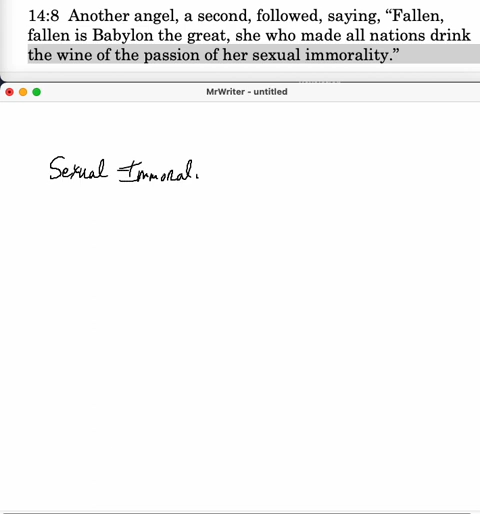 14:8 Another angel, a second, followed, saying, “Fallen,
fallen is Babylon the great, she who made all nations drink
the wine of the passion of her sexual immorality.”
MrWriter - untitled
Sexual Immoral.